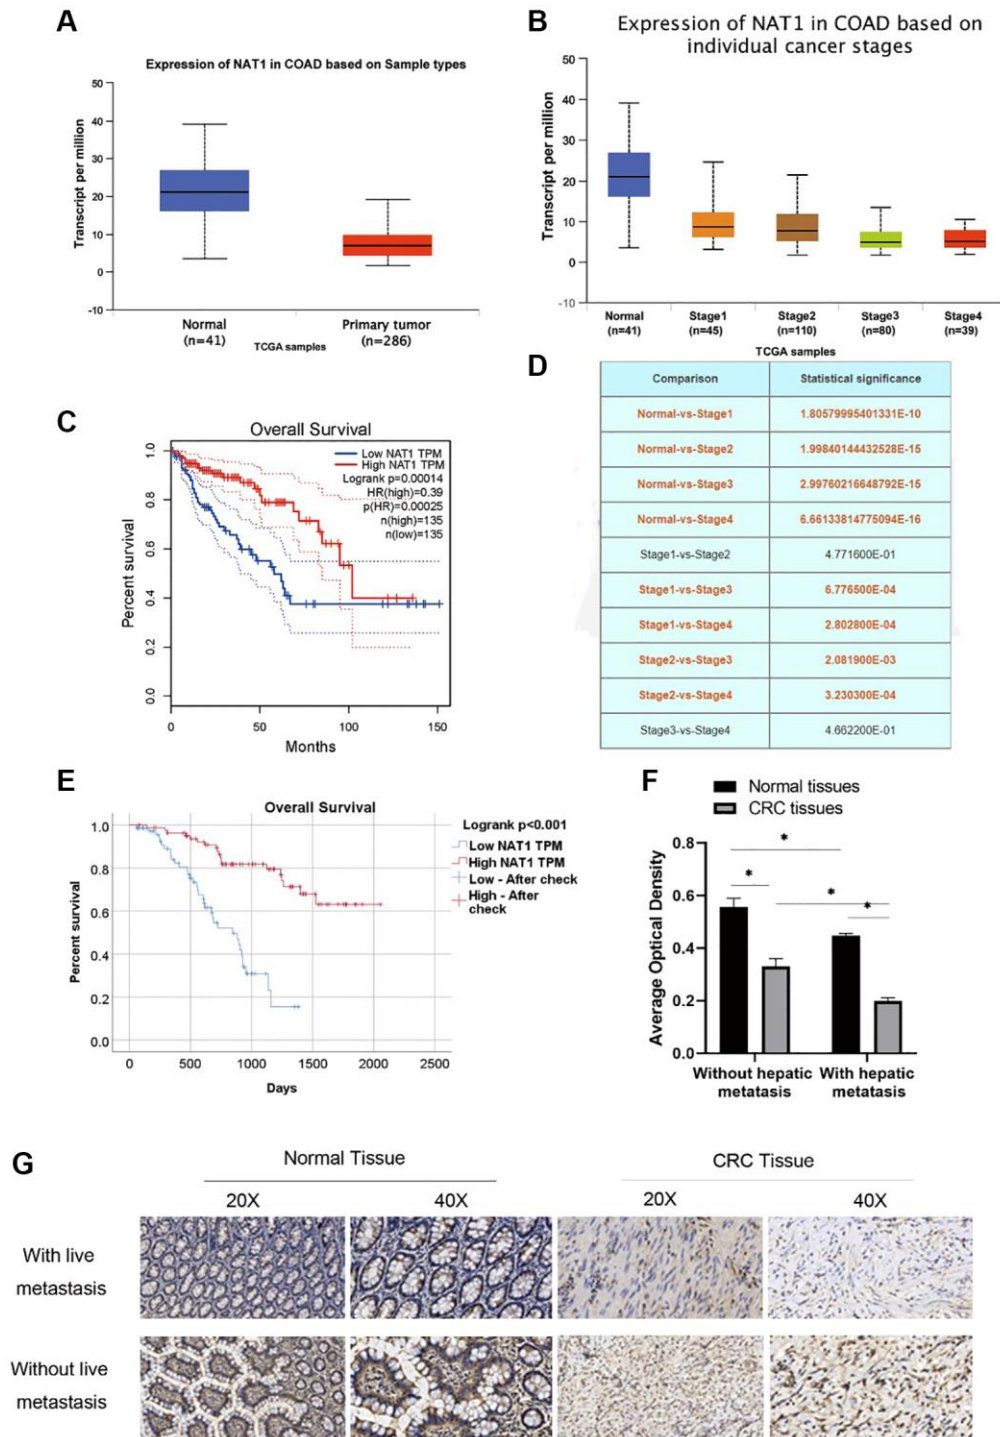 A
Expression of NAT1 in COAD based on Sample types
Transcript per million
50
40
30
20
10
0
-10
Normal
(n=41)
Primary tumor
(n=286)
TCGA samples
B
Expression of NAT1 in COAD based on
individual cancer stages
Transcript per million
50
40
30
20
10
0
-10
Normal
(n=41)
Stage1
(n=45)
Stage2
(n=110)
Stage3
(n=80)
Stage4
(n=39)
TCGA samples
C
Overall Survival
Low NAT1 TPM
High NAT1 TPM
Logrank p=0.00014
HR(high)=0.39
p(HR)=0.00025
n(high)=135
n(low)=135
Percent survival
1.0
0.8
0.6
0.4
0.2
0.0
0 50 100 150
Months
D
Comparison Statistical significance
Normal-vs-Stage1 1.80579995401331E-10
Normal-vs-Stage2 1.99840144432528E-15
Normal-vs-Stage3 2.99760216648792E-15
Normal-vs-Stage4 6.66133814775094E-16
Stage1-vs-Stage2 4.771600E-01
Stage1-vs-Stage3 6.776500E-04
Stage1-vs-Stage4 2.802800E-04
Stage2-vs-Stage3 2.081900E-03
Stage2-vs-Stage4 3.230300E-04
Stage3-vs-Stage4 4.662200E-01
E
Overall Survival
Logrank p<0.001
Low NAT1 TPM
High NAT1 TPM
Low - After check
High - After
check
Percent survival
1.0
0.8
0.6
0.4
0.2
0.0
0 500 1000 1500 2000 2500
Days
F
Normal tissues
CRC tissues
Average Optical Density
0.8
0.6
0.4
0.2
0.0
*
*
*
*
Without hepatic
metatasis
With hepatic
metatasis
G
Normal Tissue
CRC Tissue
20X 40X 20X 40X
With live
metastasis
Without live
metastasis